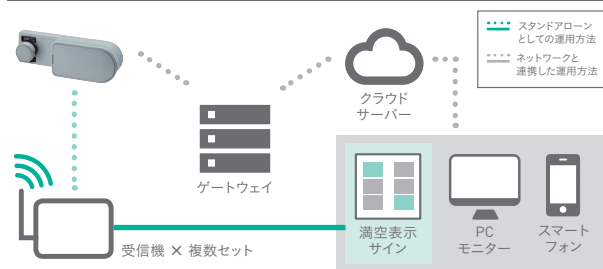 スタンドアローン
としての運用方法
ネットワークと
連携した運用方法
クラウド
サーバー
ゲートウェイ
受信機 × 複数セット
満空表示
サイン
PC
モニター
スマート
フォン